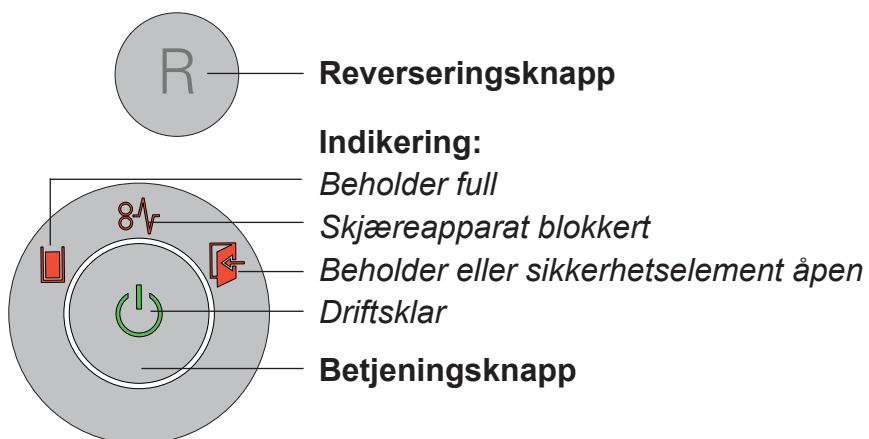 R
Reverseringsknapp
Indikering:
Beholder full
Skjæreapparat blokkert
Beholder eller sikkerhetselement åpen
Driftsklar
Betjeningsknapp